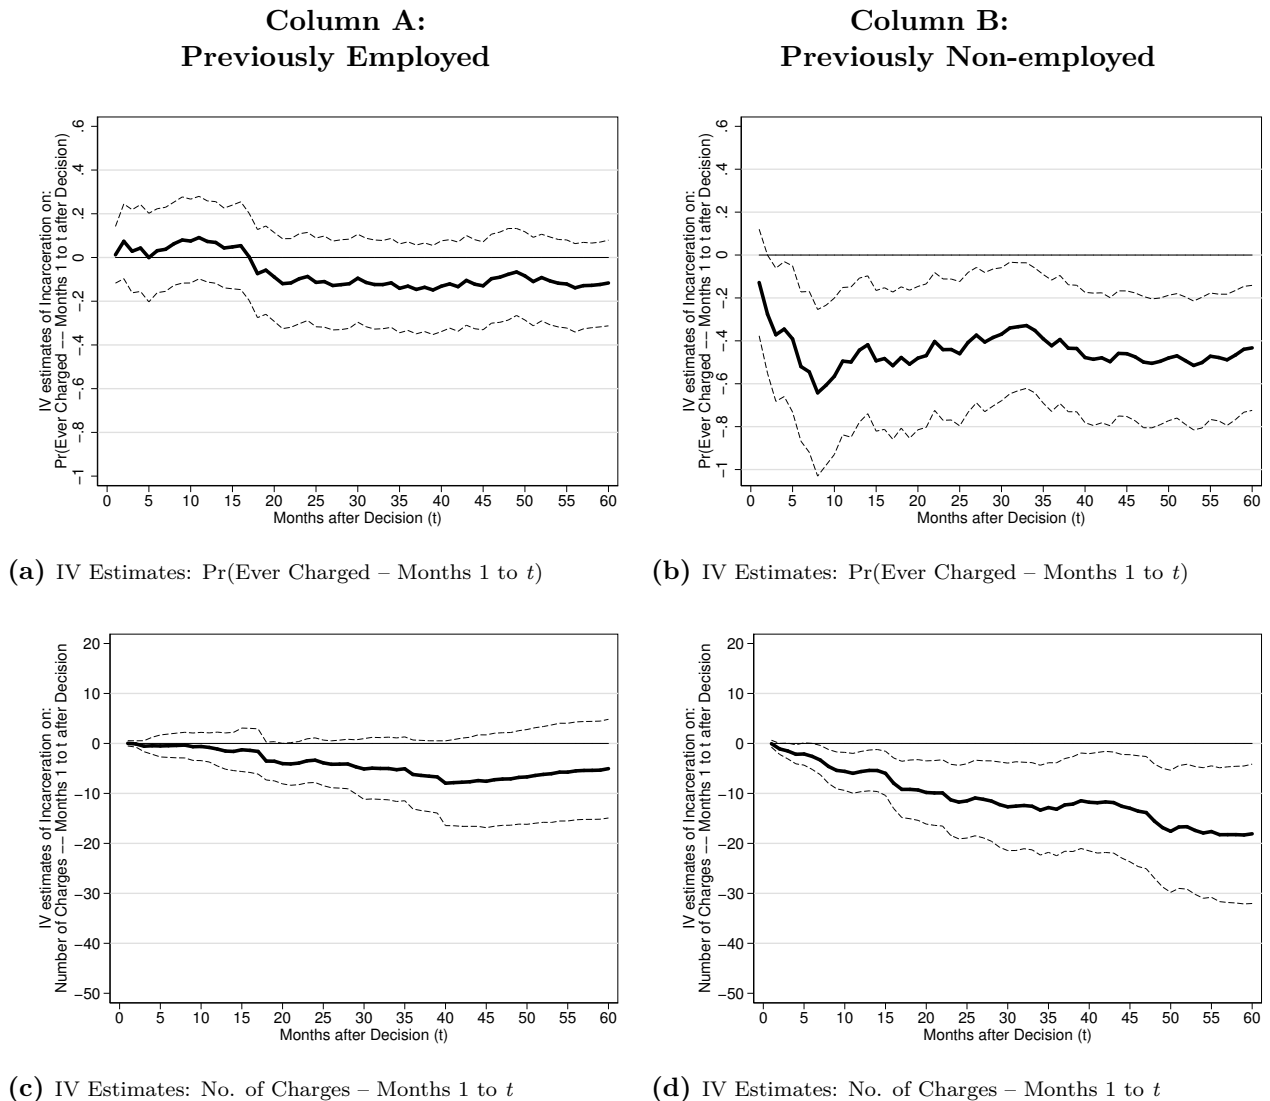 Column A:
Previously Employed
Column B:
Previously Non-employed
IV estimates of Incarceration on:
Pr(Ever Charged −− Months 1 to t after Decision)
.6
.4
.2
0
−.2
−.4
−.6
−.8
−1
0 5 10 15 20 25 30 35 40 45 50 55 60
Months after Decision (t)
IV estimates of Incarceration on:
Pr(Ever Charged −− Months 1 to t after Decision)
.6
.4
.2
0
−.2
−.4
−.6
−.8
−1
0 5 10 15 20 25 30 35 40 45 50 55 60
Months after Decision (t)
(a) IV Estimates: Pr(Ever Charged – Months 1 to t)
(b) IV Estimates: Pr(Ever Charged – Months 1 to t)
IV estimates of Incarceration on:
Number of Charges −− Months 1 to t after Decision
20
10
0
−10
−20
−30
−40
−50
0 5 10 15 20 25 30 35 40 45 50 55 60
Months after Decision (t)
IV estimates of Incarceration on:
Number of Charges −− Months 1 to t after Decision
20
10
0
−10
−20
−30
−40
−50
0 5 10 15 20 25 30 35 40 45 50 55 60
Months after Decision (t)
(c) IV Estimates: No. of Charges – Months 1 to t
(d) IV Estimates: No. of Charges – Months 1 to t